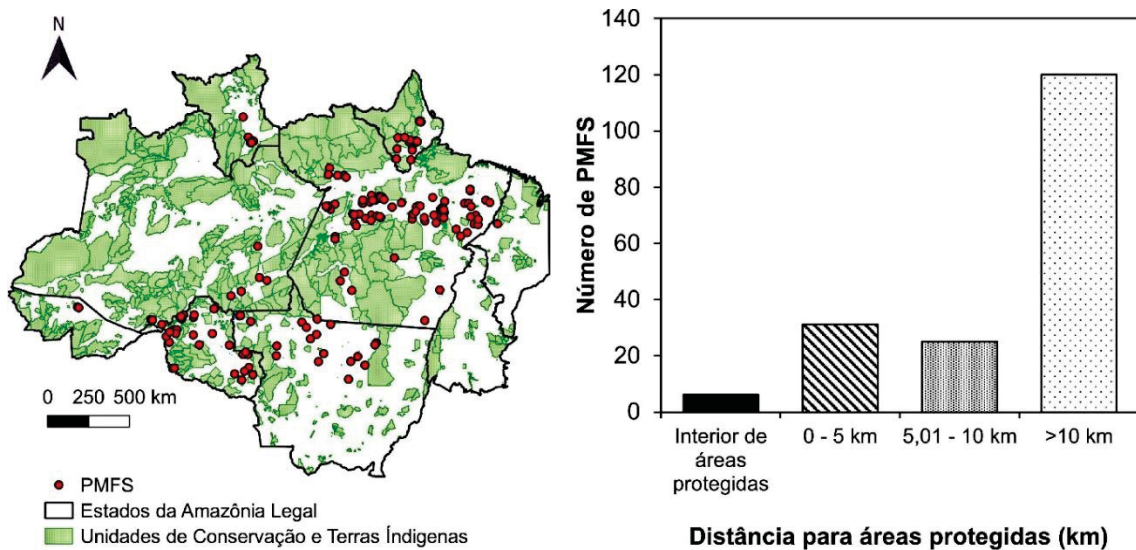 N
0 250 500 km
PMFS
Estados da Amazônia Legal
Unidades de Conservação e Terras Índigenas
Número de PMFS
140
120
100
80
60
40
20
0
Interior de
áreas
protegidas
0 - 5 km
5,01 - 10 km
>10 km
Distância para áreas protegidas (km)